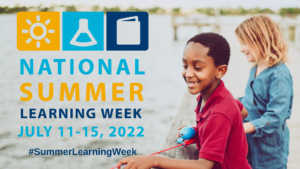 NATIONAL
SUMMER
LEARNING WEEK
JULY 11-15, 2022
#SummerLearningWeek